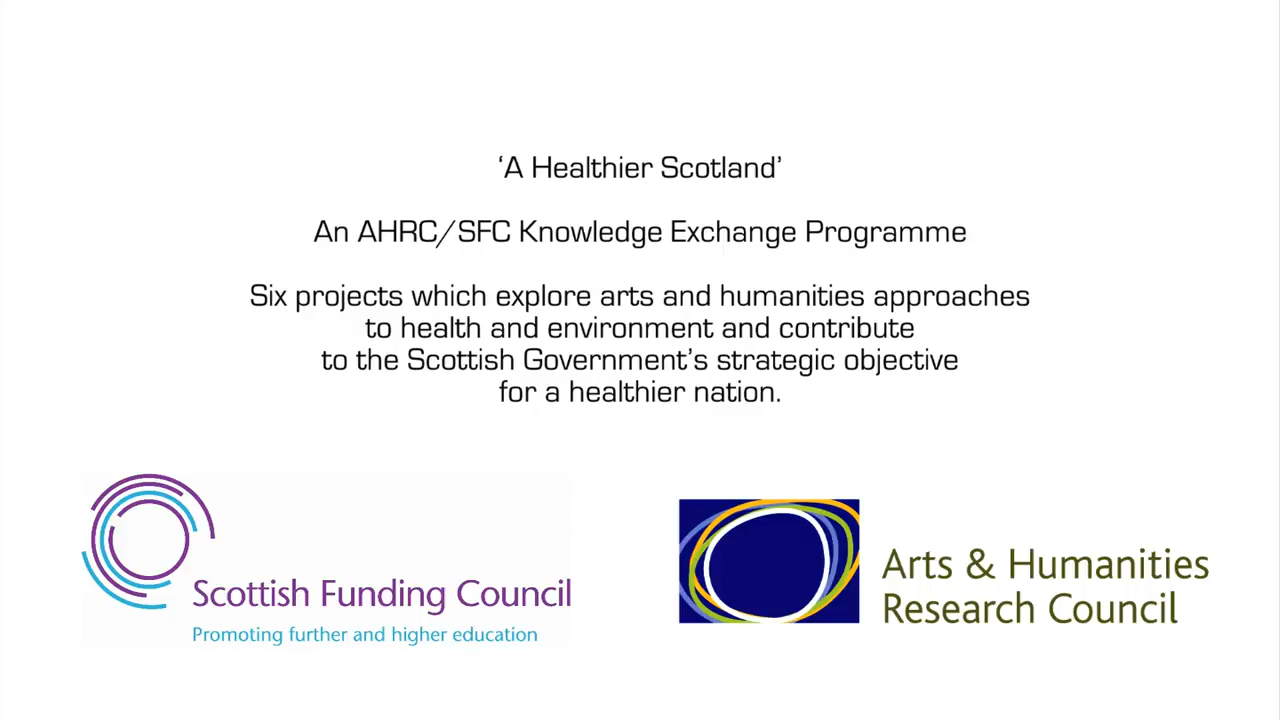 ‘A Healthier Scotland’
An AHRC/SFC Knowledge Exchange Programme
Six projects which explore arts and humanities approaches
to health and environment and contribute
to the Scottish Government’s strategic objective
for a healthier nation.
Scottish Funding Council
Promoting further and higher education
Arts & Humanities
Research Council